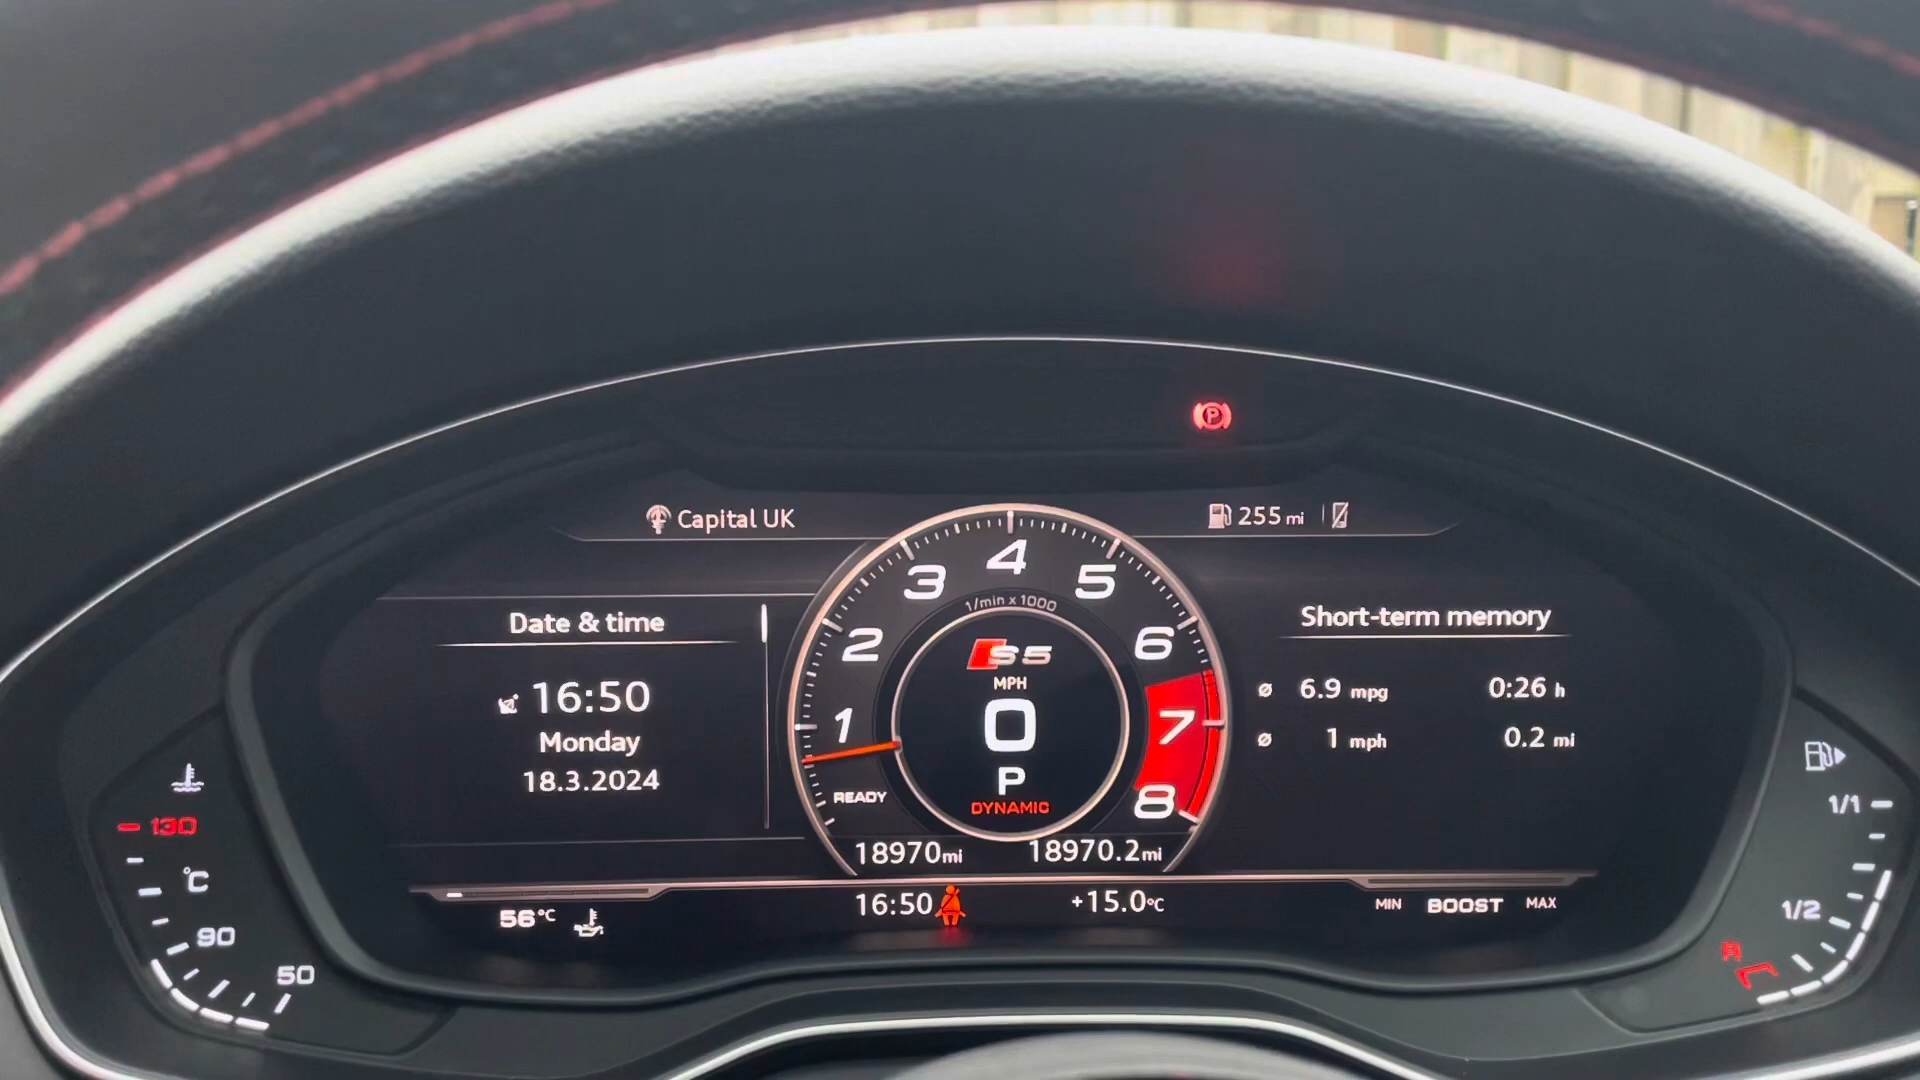 Capital UK
255 mi
Date & time
16:50
Monday
18.3.2024
1
2
3
4
5
6
7
8
1/min x 1000
S5
MPH
0
P
DYNAMIC
READY
18970mi
18970.2mi
Short-term memory
ø 6.9 mpg 0:26 h
ø 1 mph 0.2 mi
16:50
+15.0°C
56°C
MIN BOOST MAX
130
°C
90
50
1/1
1/2
R
P